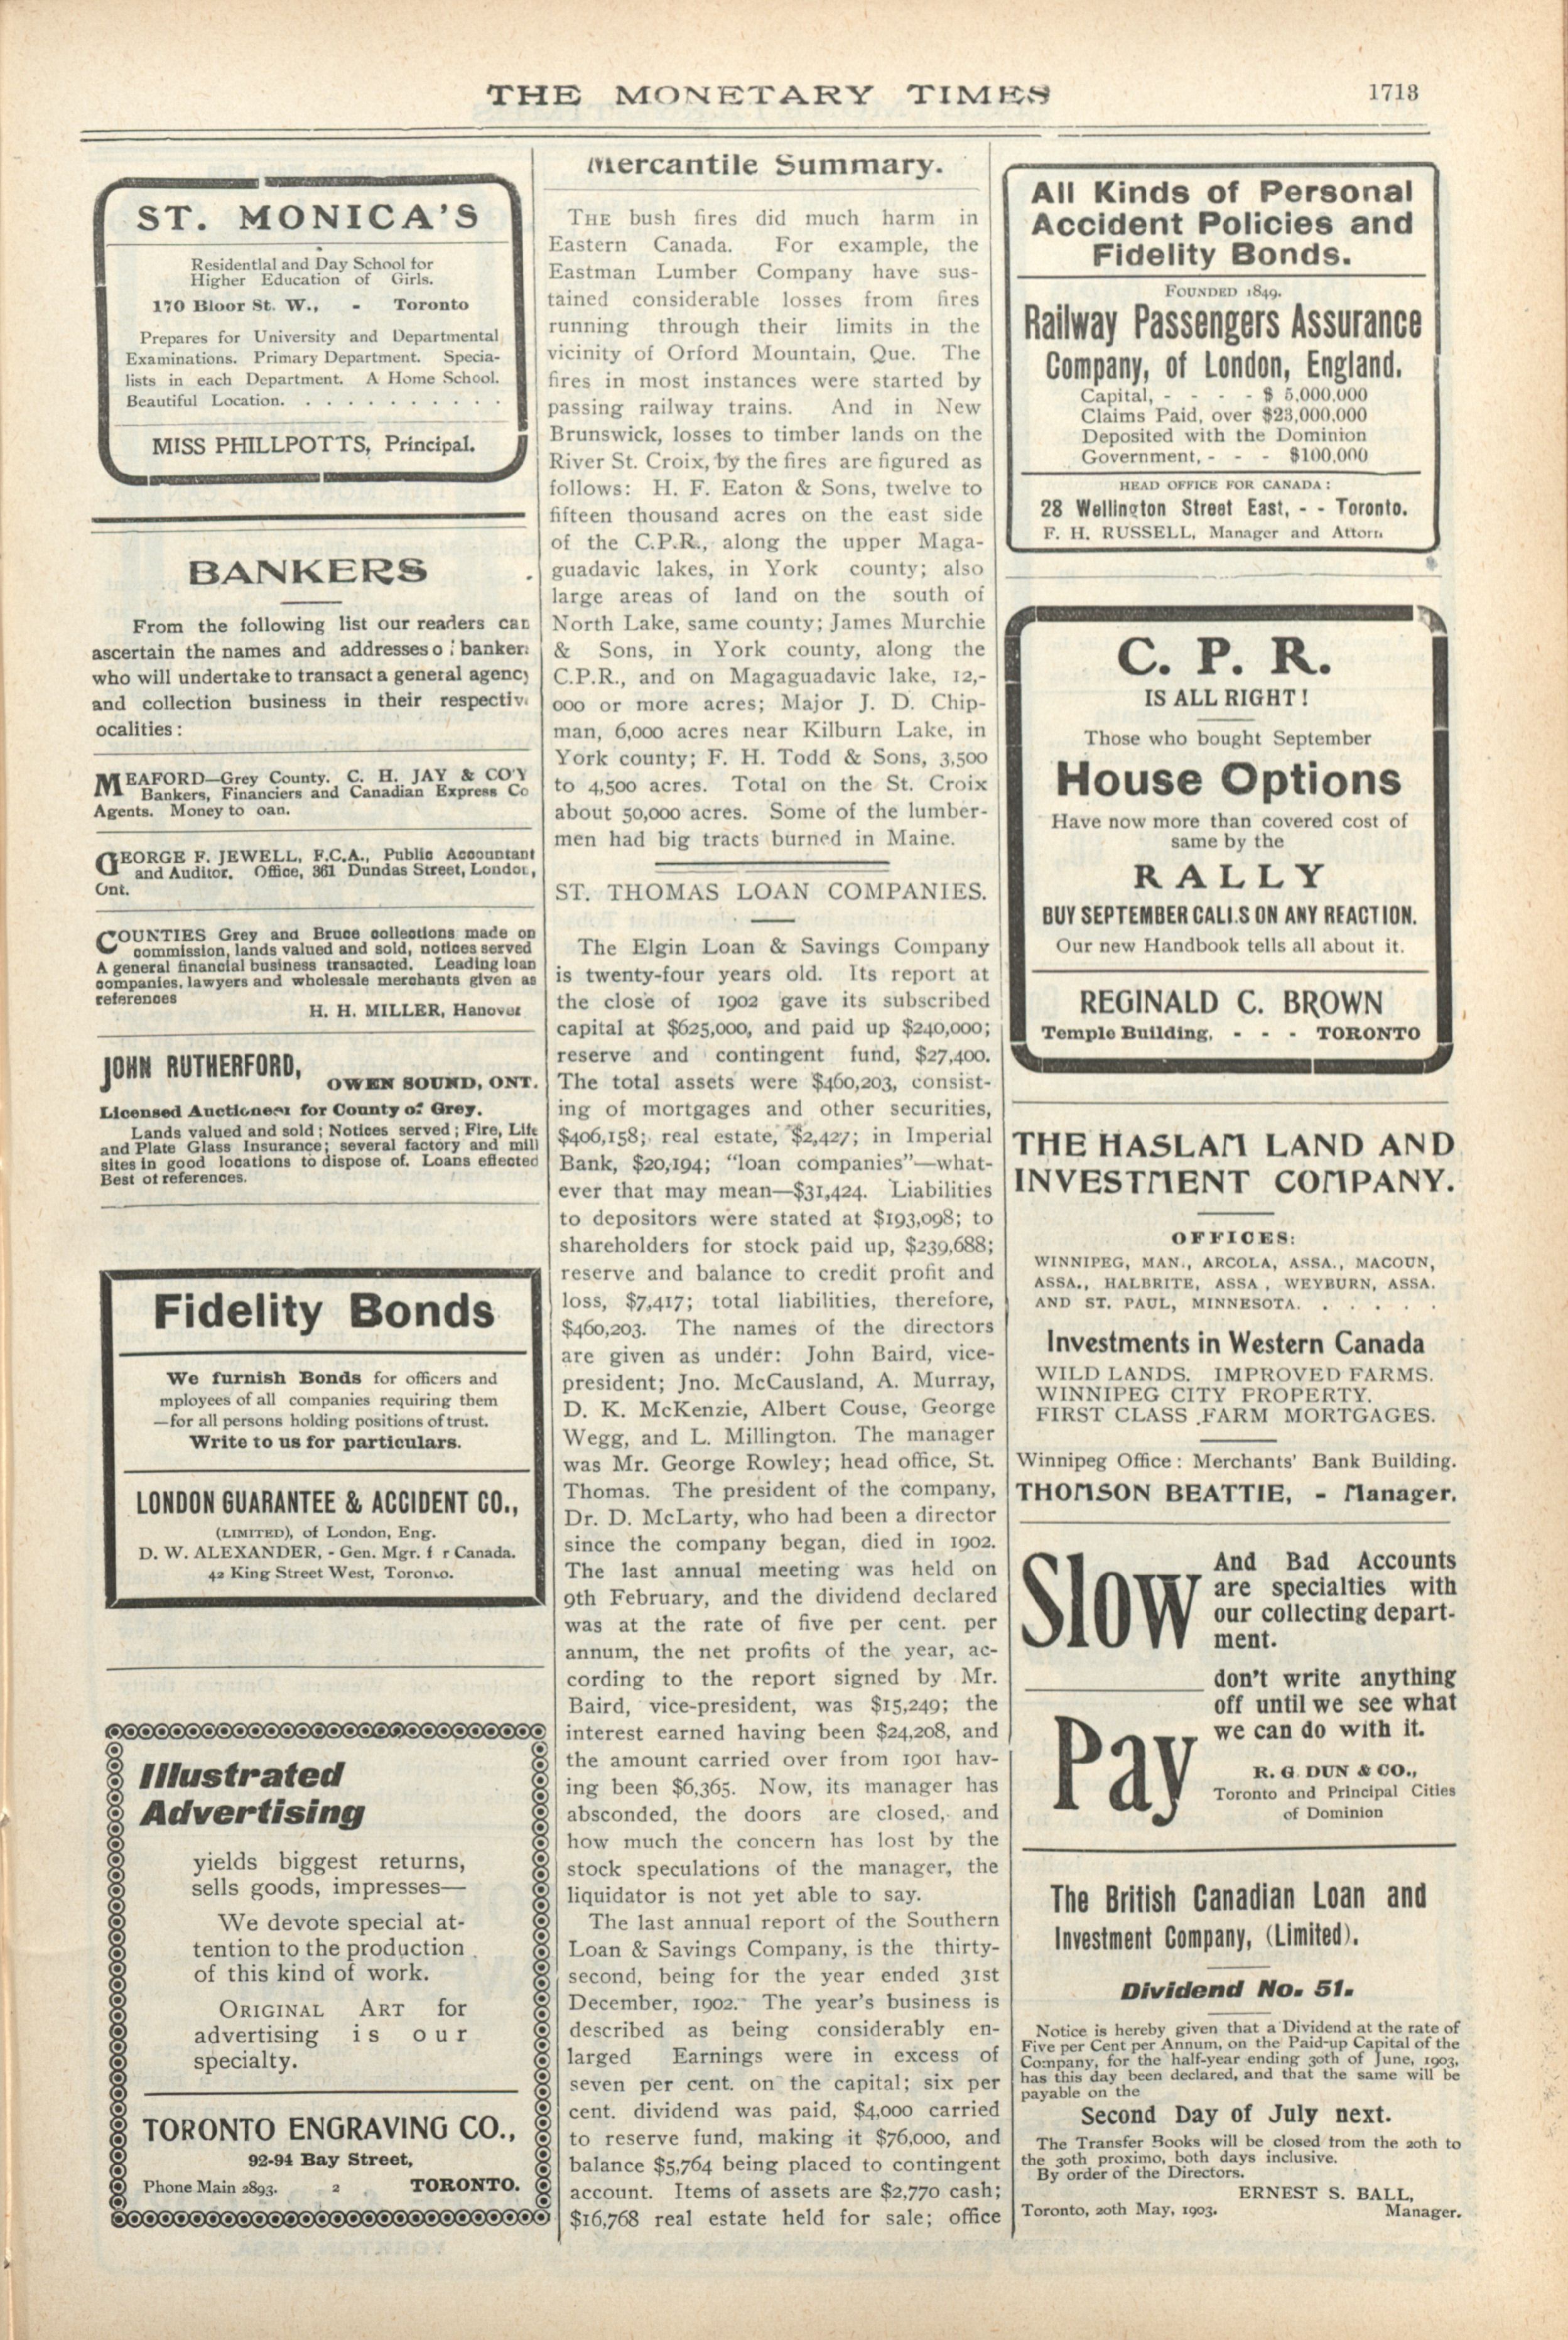 THE MONETARY TIMES
1713
ST. MONICA'S
Residential and Day School for
Higher Education of Girls.
170 Bloor St. W., - Toronto
Prepares for University and Departmental
Examinations. Primary Department. Specia-
lists in each Department. A Home School.
Beautiful Location. . . . . . . . . . .
MISS PHILLPOTTS, Principal.
BANKERS
From the following list our readers can
ascertain the names and addresses o : bankers
who will undertake to transact a general agency
and collection business in their respective
ocalities :
MEAFORD—Grey County. C. H. JAY & CO'Y
Bankers, Financiers and Canadian Express Co
Agents. Money to oan.
GEORGE F. JEWELL, F.C.A., Public Accountant
and Auditor. Office, 361 Dundas Street, London,
Ont.
COUNTIES Grey and Bruce collections made on
commission, lands valued and sold, notices served
A general financial business transacted. Leading loan
companies, lawyers and wholesale merchants given as
references
H. H. MILLER, Hanover
JOHN RUTHERFORD,
OWEN SOUND, ONT.
Licensed Auctioneer for County of Grey.
Lands valued and sold ; Notices served ; Fire, Life
and Plate Glass Insurance; several factory and mill
sites in good locations to dispose of. Loans effected
Best of references.
Fidelity Bonds
We furnish Bonds for officers and
mployees of all companies requiring them
—for all persons holding positions of trust.
Write to us for particulars.
LONDON GUARANTEE & ACCIDENT CO.,
(LIMITED), of London, Eng.
D. W. ALEXANDER, - Gen. Mgr. f r Canada.
42 King Street West, Toronto.
Illustrated
Advertising
yields biggest returns,
sells goods, impresses—
We devote special at-
tention to the production
of this kind of work.
ORIGINAL ART for
advertising is our
specialty.
TORONTO ENGRAVING CO.,
92-94 Bay Street,
Phone Main 2893. 2 TORONTO.
Mercantile Summary.
THE bush fires did much harm in
Eastern Canada. For example, the
Eastman Lumber Company have sus-
tained considerable losses from fires
running through their limits in the
vicinity of Orford Mountain, Que. The
fires in most instances were started by
passing railway trains. And in New
Brunswick, losses to timber lands on the
River St. Croix, by the fires are figured as
follows: H. F. Eaton & Sons, twelve to
fifteen thousand acres on the east side
of the C.P.R., along the upper Maga-
guadavic lakes, in York county; also
large areas of land on the south of
North Lake, same county; James Murchie
& Sons, in York county, along the
C.P.R., and on Magaguadavic lake, 12,-
000 or more acres; Major J. D. Chip-
man, 6,000 acres near Kilburn Lake, in
York county; F. H. Todd & Sons, 3,500
to 4,500 acres. Total on the St. Croix
about 50,000 acres. Some of the lumber-
men had big tracts burned in Maine.
ST. THOMAS LOAN COMPANIES.
The Elgin Loan & Savings Company
is twenty-four years old. Its report at
the close of 1902 gave its subscribed
capital at $625,000, and paid up $240,000;
reserve and contingent fund, $27,400.
The total assets were $460,203, consist-
ing of mortgages and other securities,
$406,158; real estate, $2,427; in Imperial
Bank, $20,194; "loan companies"—what-
ever that may mean—$31,424. Liabilities
to depositors were stated at $193,098; to
shareholders for stock paid up, $239,688;
reserve and balance to credit profit and
loss, $7,417; total liabilities, therefore,
$460,203. The names of the directors
are given as under: John Baird, vice-
president; Jno. McCausland, A. Murray,
D. K. McKenzie, Albert Couse, George
Wegg, and L. Millington. The manager
was Mr. George Rowley; head office, St.
Thomas. The president of the company,
Dr. D. McLarty, who had been a director
since the company began, died in 1902.
The last annual meeting was held on
9th February, and the dividend declared
was at the rate of five per cent. per
annum, the net profits of the year, ac-
cording to the report signed by Mr.
Baird, vice-president, was $15,249; the
interest earned having been $24,208, and
the amount carried over from 1901 hav-
ing been $6,365. Now, its manager has
absconded, the doors are closed, and
how much the concern has lost by the
stock speculations of the manager, the
liquidator is not yet able to say.
The last annual report of the Southern
Loan & Savings Company, is the thirty-
second, being for the year ended 31st
December, 1902. The year's business is
described as being considerably en-
larged Earnings were in excess of
seven per cent. on the capital; six per
cent. dividend was paid, $4,000 carried
to reserve fund, making it $76,000, and
balance $5,764 being placed to contingent
account. Items of assets are $2,770 cash;
$16,768 real estate held for sale; office
All Kinds of Personal
Accident Policies and
Fidelity Bonds.
FOUNDED 1849.
Railway Passengers Assurance
Company, of London, England.
Capital, - - - - $ 5,000,000
Claims Paid, over $23,000,000
Deposited with the Dominion
Government, - - - $100,000
HEAD OFFICE FOR CANADA :
28 Wellington Street East, - - Toronto.
F. H. RUSSELL, Manager and Attorn
C. P. R.
IS ALL RIGHT !
Those who bought September
House Options
Have now more than covered cost of
same by the
RALLY
BUY SEPTEMBER CALLS ON ANY REACTION.
Our new Handbook tells all about it.
REGINALD C. BROWN
Temple Building, - - - TORONTO
THE HASLAM LAND AND
INVESTMENT COMPANY.
OFFICES:
WINNIPEG, MAN., ARCOLA, ASSA., MACOUN,
ASSA., HALBRITE, ASSA , WEYBURN, ASSA.
AND ST. PAUL, MINNESOTA. . . . . .
Investments in Western Canada
WILD LANDS. IMPROVED FARMS.
WINNIPEG CITY PROPERTY.
FIRST CLASS FARM MORTGAGES.
Winnipeg Office : Merchants' Bank Building.
THOMSON BEATTIE, - Manager.
Slow
And Bad Accounts
are specialties with
our collecting depart-
ment.
Pay
don't write anything
off until we see what
we can do with it.
R. G. DUN & CO.,
Toronto and Principal Cities
of Dominion
The British Canadian Loan and
Investment Company, (Limited).
Dividend No. 51.
Notice is hereby given that a Dividend at the rate of
Five per Cent per Annum, on the Paid-up Capital of the
Company, for the half-year ending 30th of June, 1903,
has this day been declared, and that the same will be
payable on the
Second Day of July next.
The Transfer Books will be closed from the 20th to
the 30th proximo, both days inclusive.
By order of the Directors.
ERNEST S. BALL,
Toronto, 20th May, 1903. Manager.